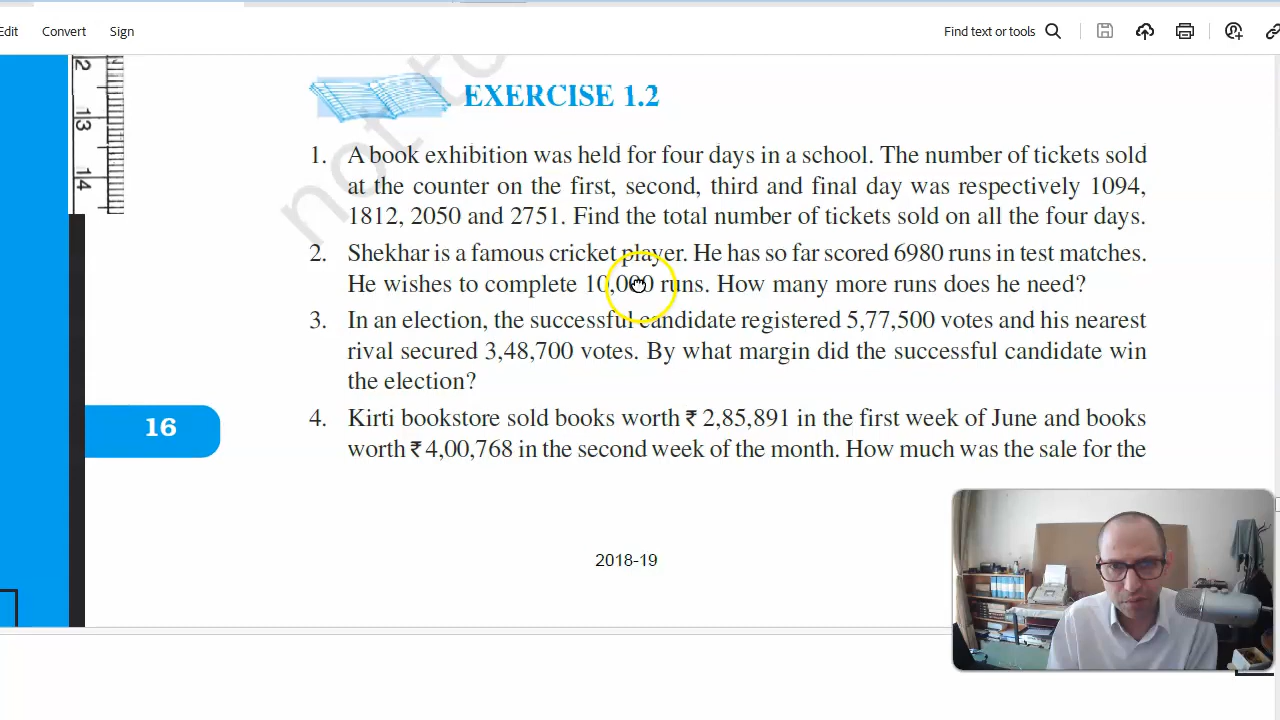 Edit Convert Sign Find text or tools
2
13
14
not to
EXERCISE 1.2
1. A book exhibition was held for four days in a school. The number of tickets sold
at the counter on the first, second, third and final day was respectively 1094,
1812, 2050 and 2751. Find the total number of tickets sold on all the four days.
2. Shekhar is a famous cricket player. He has so far scored 6980 runs in test matches.
He wishes to complete 10,000 runs. How many more runs does he need?
3. In an election, the successful candidate registered 5,77,500 votes and his nearest
rival secured 3,48,700 votes. By what margin did the successful candidate win
the election?
16
4. Kirti bookstore sold books worth ₹ 2,85,891 in the first week of June and books
worth ₹ 4,00,768 in the second week of the month. How much was the sale for the
2018-19